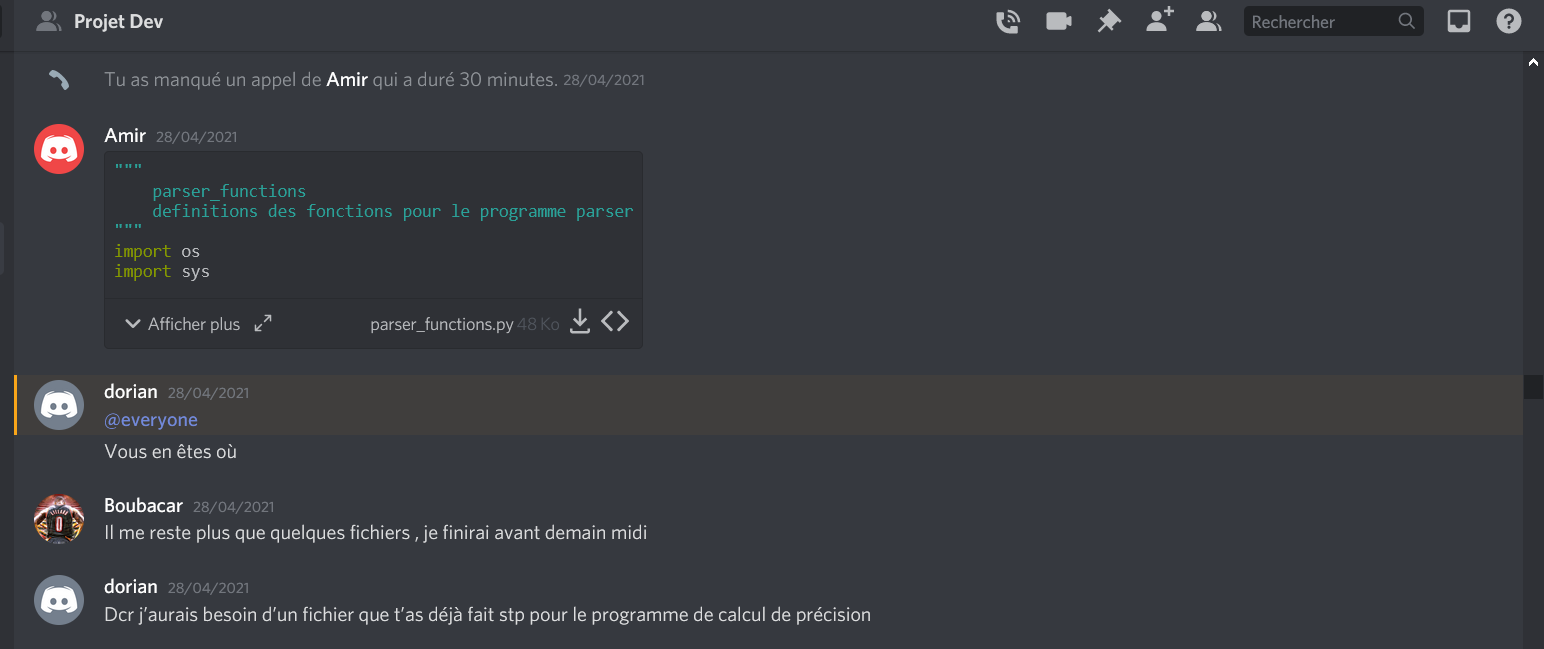 Projet Dev
Rechercher
Tu as manqué un appel de Amir qui a duré 30 minutes. 28/04/2021
Amir 28/04/2021
"""
parser_functions
definitions des fonctions pour le programme parser
"""
import os
import sys
Afficher plus
parser_functions.py 48 Ko
dorian 28/04/2021
@everyone
Vous en êtes où
Boubacar 28/04/2021
Il me reste plus que quelques fichiers , je finirai avant demain midi
dorian 28/04/2021
Dcr j’aurais besoin d’un fichier que t’as déjà fait stp pour le programme de calcul de précision